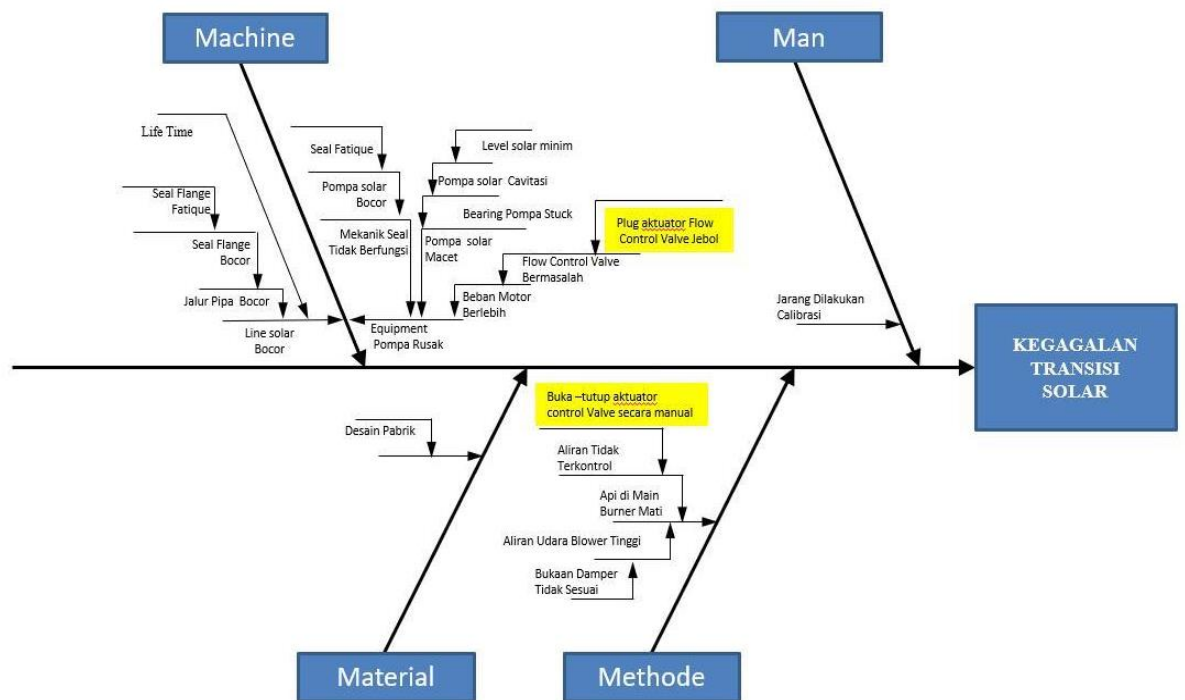 Machine
Man
Life Time
Seal Fatique
Level solar minim
Pompa solar Cavitasi
Pompa solar
Bocor
Seal Flange
Fatique
Bearing Pompa Stuck
Plug aktuator Flow
Control Valve Jebol
Mekanik Seal
Tidak Berfungsi
Pompa solar
Macet
Seal Flange
Bocor
Flow Control Valve
Bermasalah
Jalur Pipa Bocor
Beban Motor
Berlebih
Jarang Dilakukan
Calibrasi
Line solar
Bocor
Equipment
Pompa Rusak
KEGAGALAN
TRANSISI
SOLAR
Buka –tutup aktuator
control Valve secara manual
Desain Pabrik
Aliran Tidak
Terkontrol
Api di Main
Burner Mati
Aliran Udara Blower Tinggi
Bukaan Damper
Tidak Sesuai
Material
Methode